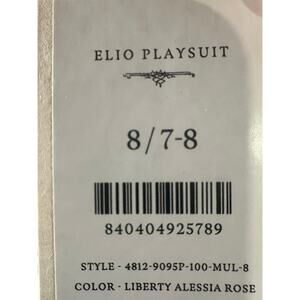 ELIO PLAYSUIT
8/7-8
840404925789
STYLE - 4812-9095P-100-MUL-8
COLOR - LIBERTY ALESSIA ROSE